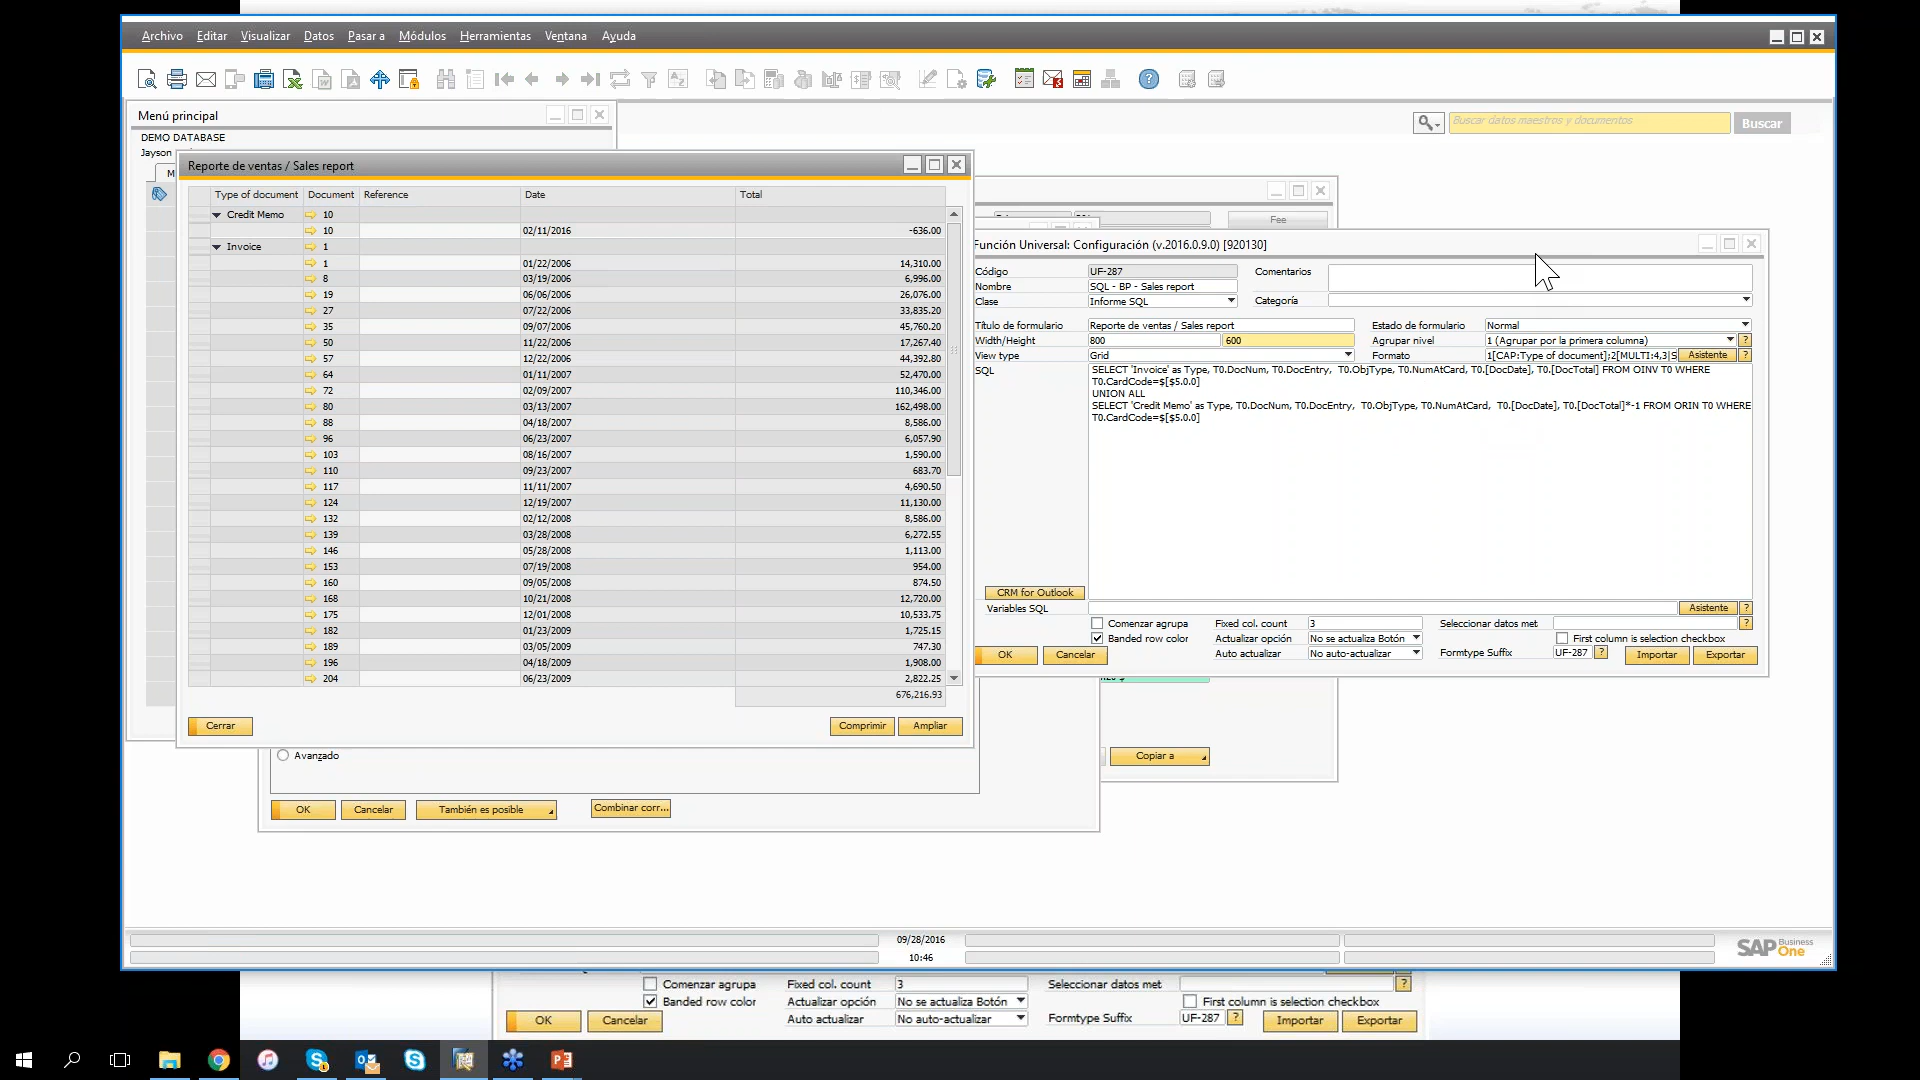 Archivo Editar Visualizar Datos Pasar a Módulos Herramientas Ventana Ayuda
Menú principal
DEMO DATABASE
Jayson
M
Buscar datos maestros y documentos
Buscar
Reporte de ventas / Sales report
Type of document Document Reference Date Total
Credit Memo 10
10 02/11/2016 -636.00
Invoice 1
1 01/22/2006 14,310.00
8 03/19/2006 6,996.00
19 06/06/2006 26,076.00
27 07/22/2006 33,835.20
35 09/07/2006 45,760.20
50 11/22/2006 17,267.40
57 12/22/2006 44,392.80
64 01/11/2007 52,470.00
72 02/09/2007 110,346.00
80 03/13/2007 162,498.00
88 04/18/2007 8,586.00
96 06/23/2007 6,057.90
103 08/16/2007 1,590.00
110 09/23/2007 683.70
117 11/11/2007 4,690.50
124 12/19/2007 11,130.00
132 02/12/2008 8,586.00
139 03/28/2008 6,272.55
146 05/28/2008 1,113.00
153 07/19/2008 954.00
160 09/05/2008 874.50
168 10/21/2008 12,720.00
175 12/01/2008 10,533.75
182 01/23/2009 1,725.15
189 03/05/2009 747.30
196 04/18/2009 1,908.00
204 06/23/2009 2,822.25
676,216.93
Cerrar Comprimir Ampliar
Fee
Función Universal: Configuración (v.2016.0.9.0) [920130]
Código UF-287 Comentarios
Nombre SQL - BP - Sales report
Clase Informe SQL Categoría
Título de formulario Reporte de ventas / Sales report Estado de formulario Normal
Width/Height 800 600 Agrupar nivel 1 (Agrupar por la primera columna) ?
View type Grid Formato 1[CAP:Type of document];2[MULTI:4,3|S Asistente ?
SQL
SELECT 'Invoice' as Type, T0.DocNum, T0.DocEntry, T0.ObjType, T0.NumAtCard, T0.[DocDate], T0.[DocTotal] FROM OINV T0 WHERE
T0.CardCode=$[$5.0.0]
UNION ALL
SELECT 'Credit Memo' as Type, T0.DocNum, T0.DocEntry, T0.ObjType, T0.NumAtCard, T0.[DocDate], T0.[DocTotal]*-1 FROM ORIN T0 WHERE
T0.CardCode=$[$5.0.0]
CRM for Outlook
Variables SQL Asistente ?
Comenzar agrupa Fixed col. count 3 Seleccionar datos met ?
Banded row color Actualizar opción No se actualiza Botón First column is selection checkbox
Auto actualizar No auto-actualizar Formtype Suffix UF-287 ?
OK Cancelar Importar Exportar
Avanzado
Copiar a
OK Cancelar También es posible Combinar corr...
09/28/2016
10:46
SAP Business One
Comenzar agrupa Fixed col. count 3 Seleccionar datos met ?
Banded row color Actualizar opción No se actualiza Botón First column is selection checkbox
Auto actualizar No auto-actualizar Formtype Suffix UF-287 ?
OK Cancelar Importar Exportar